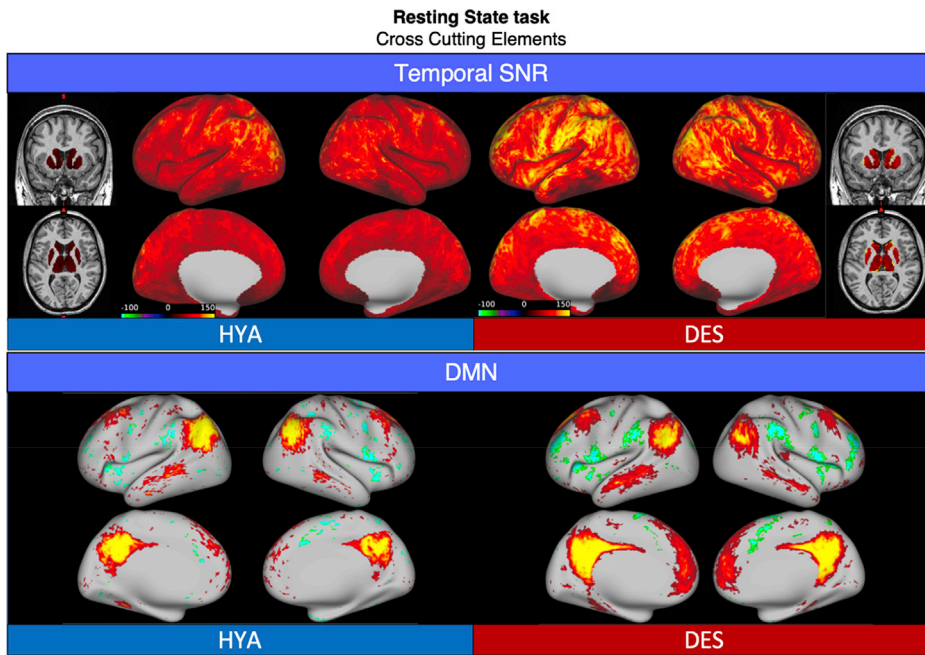 Resting State task
Cross Cutting Elements
Temporal SNR
-100 0 150
-100 0 150
HYA DES
DMN
HYA DES